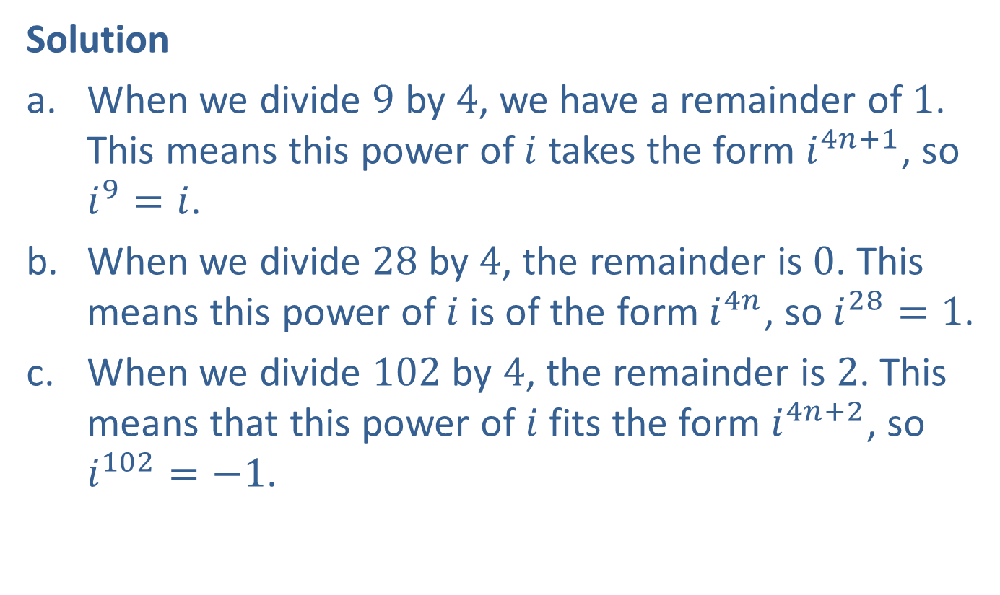 Solution
a. When we divide 9 by 4, we have a remainder of 1.
This means this power of i takes the form i^{4n+1}, so
i^9 = i.
b. When we divide 28 by 4, the remainder is 0. This
means this power of i is of the form i^{4n}, so i^{28} = 1.
c. When we divide 102 by 4, the remainder is 2. This
means that this power of i fits the form i^{4n+2}, so
i^{102} = −1.